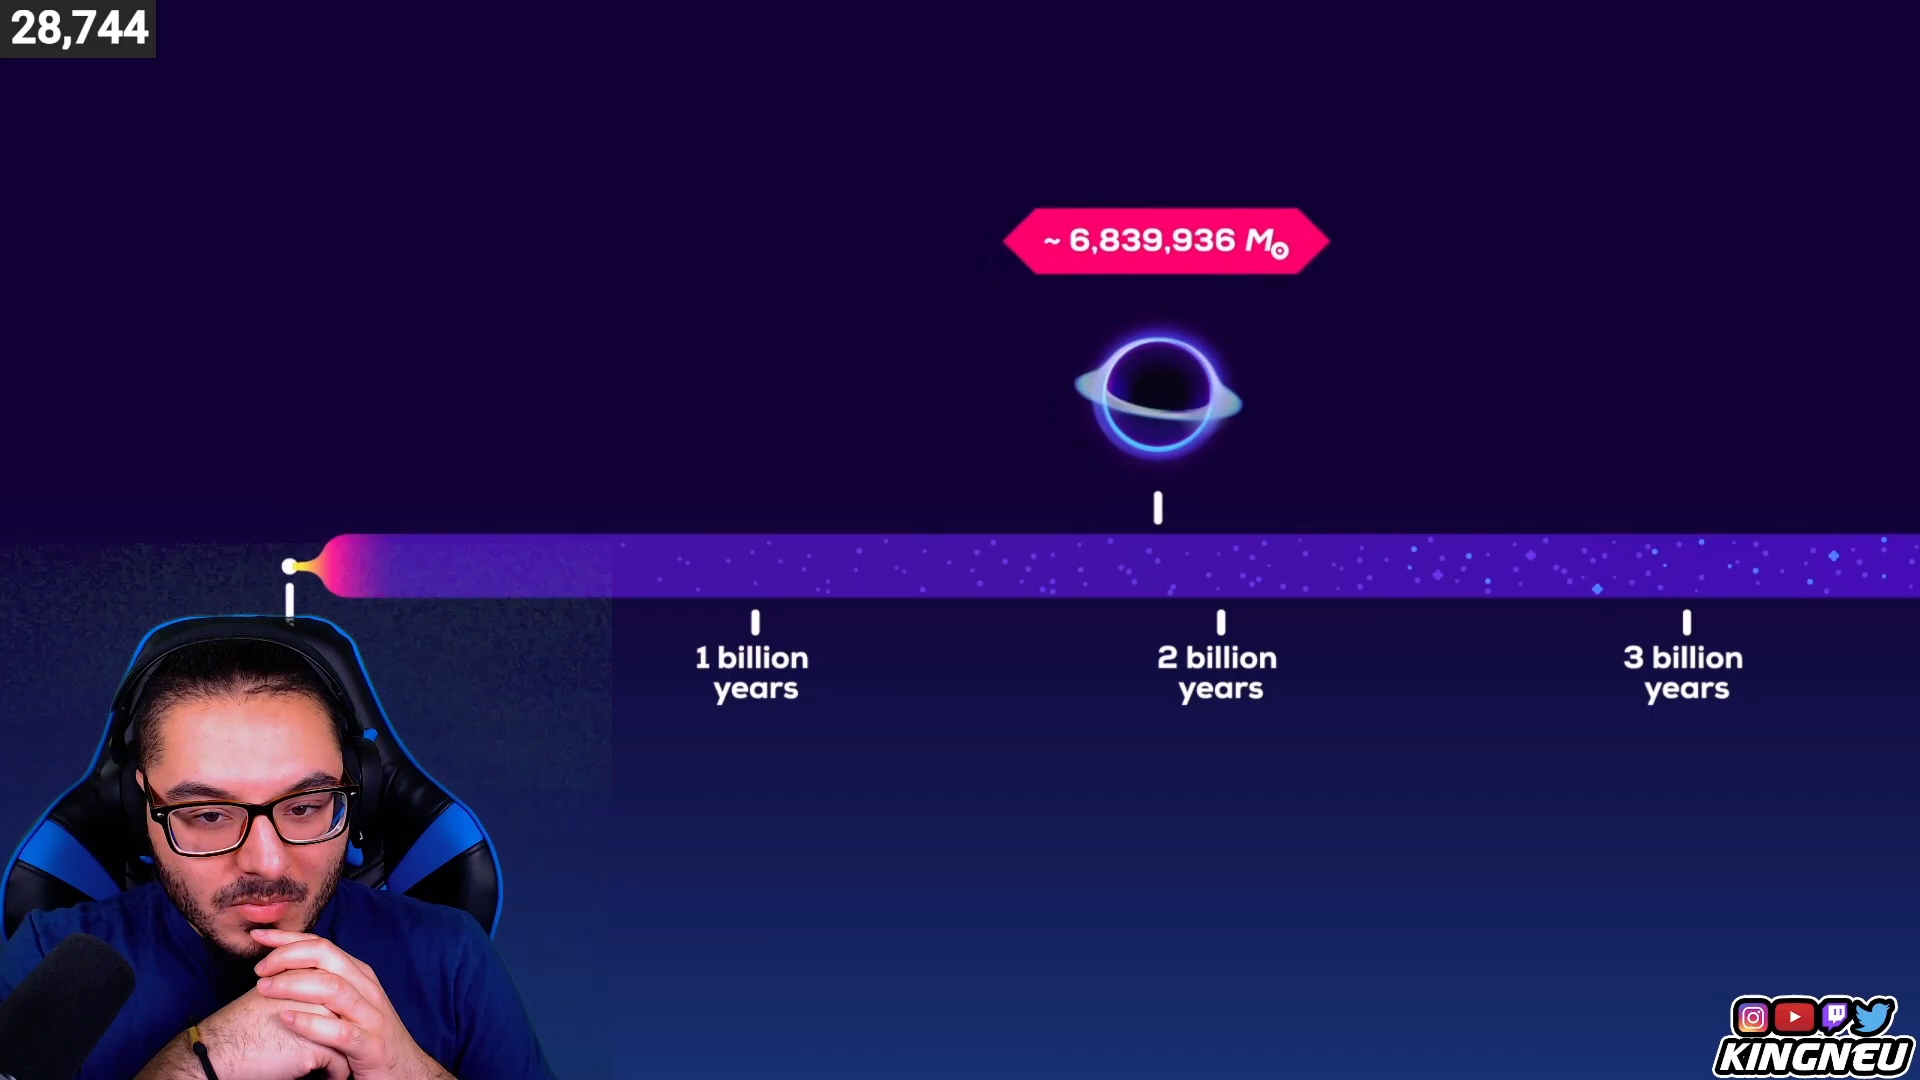 28,744
~ 6,839,936 M☉
1 billion
years
2 billion
years
3 billion
years
KINGNEU